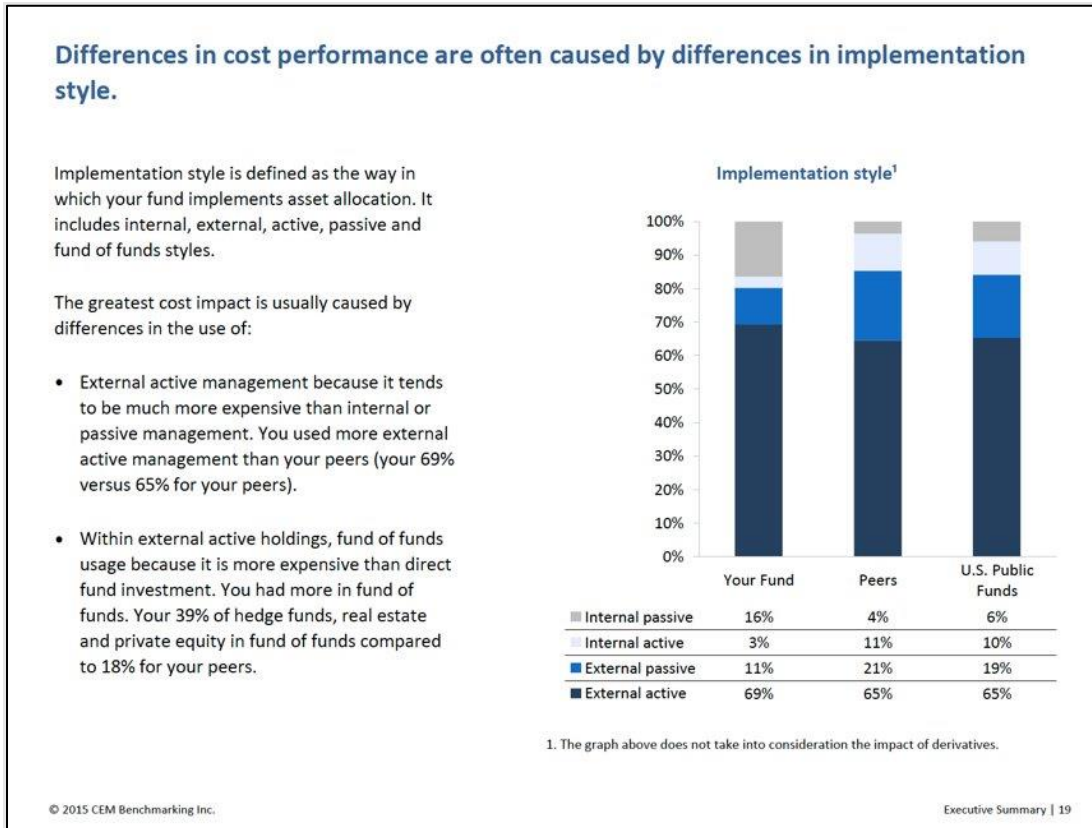 Differences in cost performance are often caused by differences in implementation
style.
Implementation style is defined as the way in
which your fund implements asset allocation. It
includes internal, external, active, passive and
fund of funds styles.
The greatest cost impact is usually caused by
differences in the use of:
• External active management because it tends
to be much more expensive than internal or
passive management. You used more external
active management than your peers (your 69%
versus 65% for your peers).
• Within external active holdings, fund of funds
usage because it is more expensive than direct
fund investment. You had more in fund of
funds. Your 39% of hedge funds, real estate
and private equity in fund of funds compared
to 18% for your peers.
Implementation style¹
100%
90%
80%
70%
60%
50%
40%
30%
20%
10%
0%
Your Fund Peers U.S. Public
Funds
Internal passive 16% 4% 6%
Internal active 3% 11% 10%
External passive 11% 21% 19%
External active 69% 65% 65%
1. The graph above does not take into consideration the impact of derivatives.
© 2015 CEM Benchmarking Inc. Executive Summary | 19